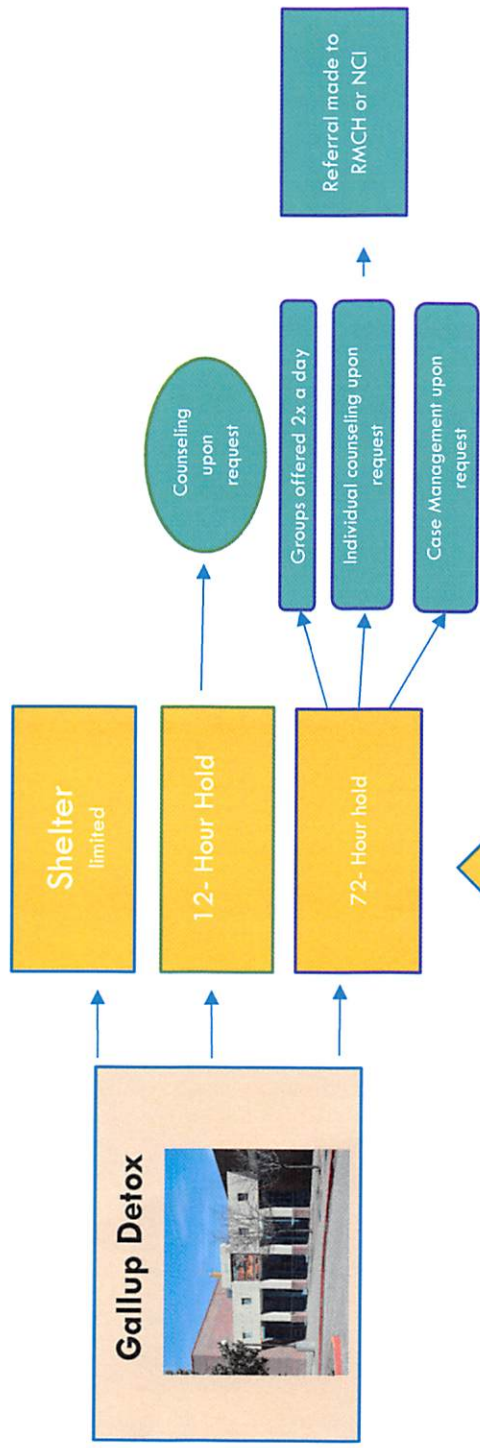 Gallup Detox
Shelter
limited
12- Hour Hold
72- Hour hold
Counseling
upon
request
Groups offered 2x a day
Individual counseling upon
request
Case Management upon
request
Referral made to
RMCH or NCI